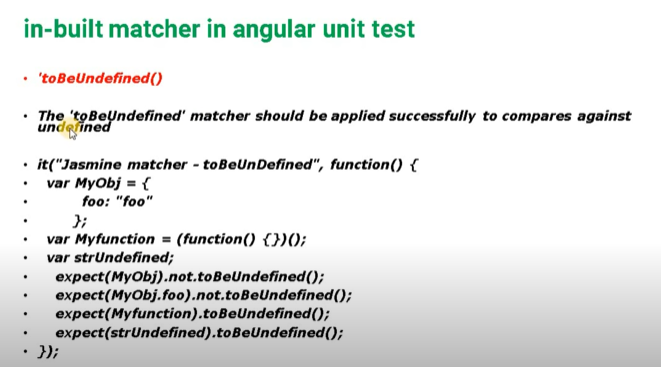 in-built matcher in angular unit test
• 'toBeUndefined()
• The 'toBeUndefined' matcher should be applied successfully to compares against
undefined
• it("Jasmine matcher - toBeUnDefined", function() {
• var MyObj = {
• foo: "foo"
• };
• var Myfunction = (function() {})();
• var strUndefined;
• expect(MyObj).not.toBeUndefined();
• expect(MyObj.foo).not.toBeUndefined();
• expect(Myfunction).toBeUndefined();
• expect(strUndefined).toBeUndefined();
• });